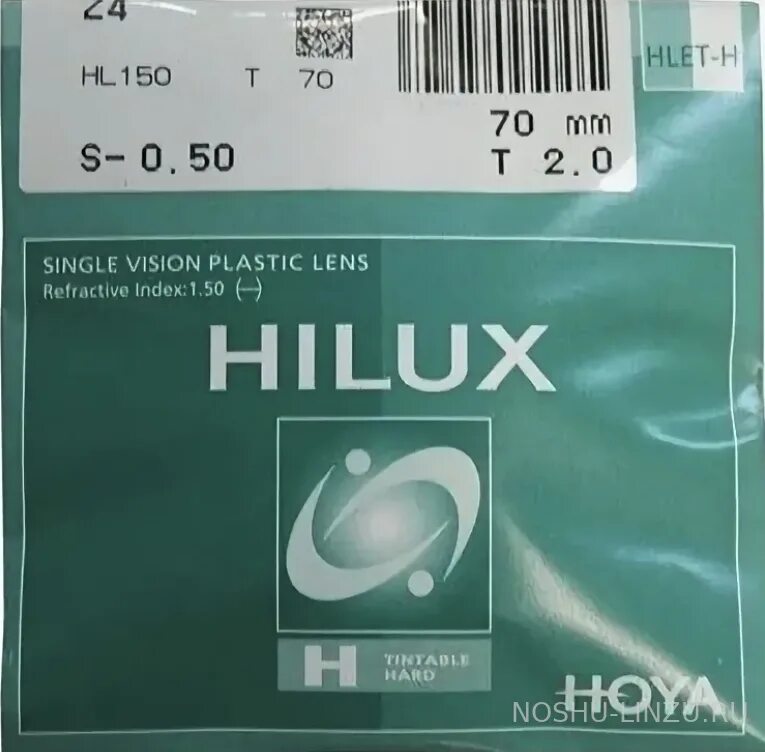 24
HL150 T 70
HLET-H
70 mm
S- 0.50 T 2.0
SINGLE VISION PLASTIC LENS
Refractive Index:1.50 (—)
HILUX
H TINTABLE
HARD
HOYA
NOSHU-LINZU.RU